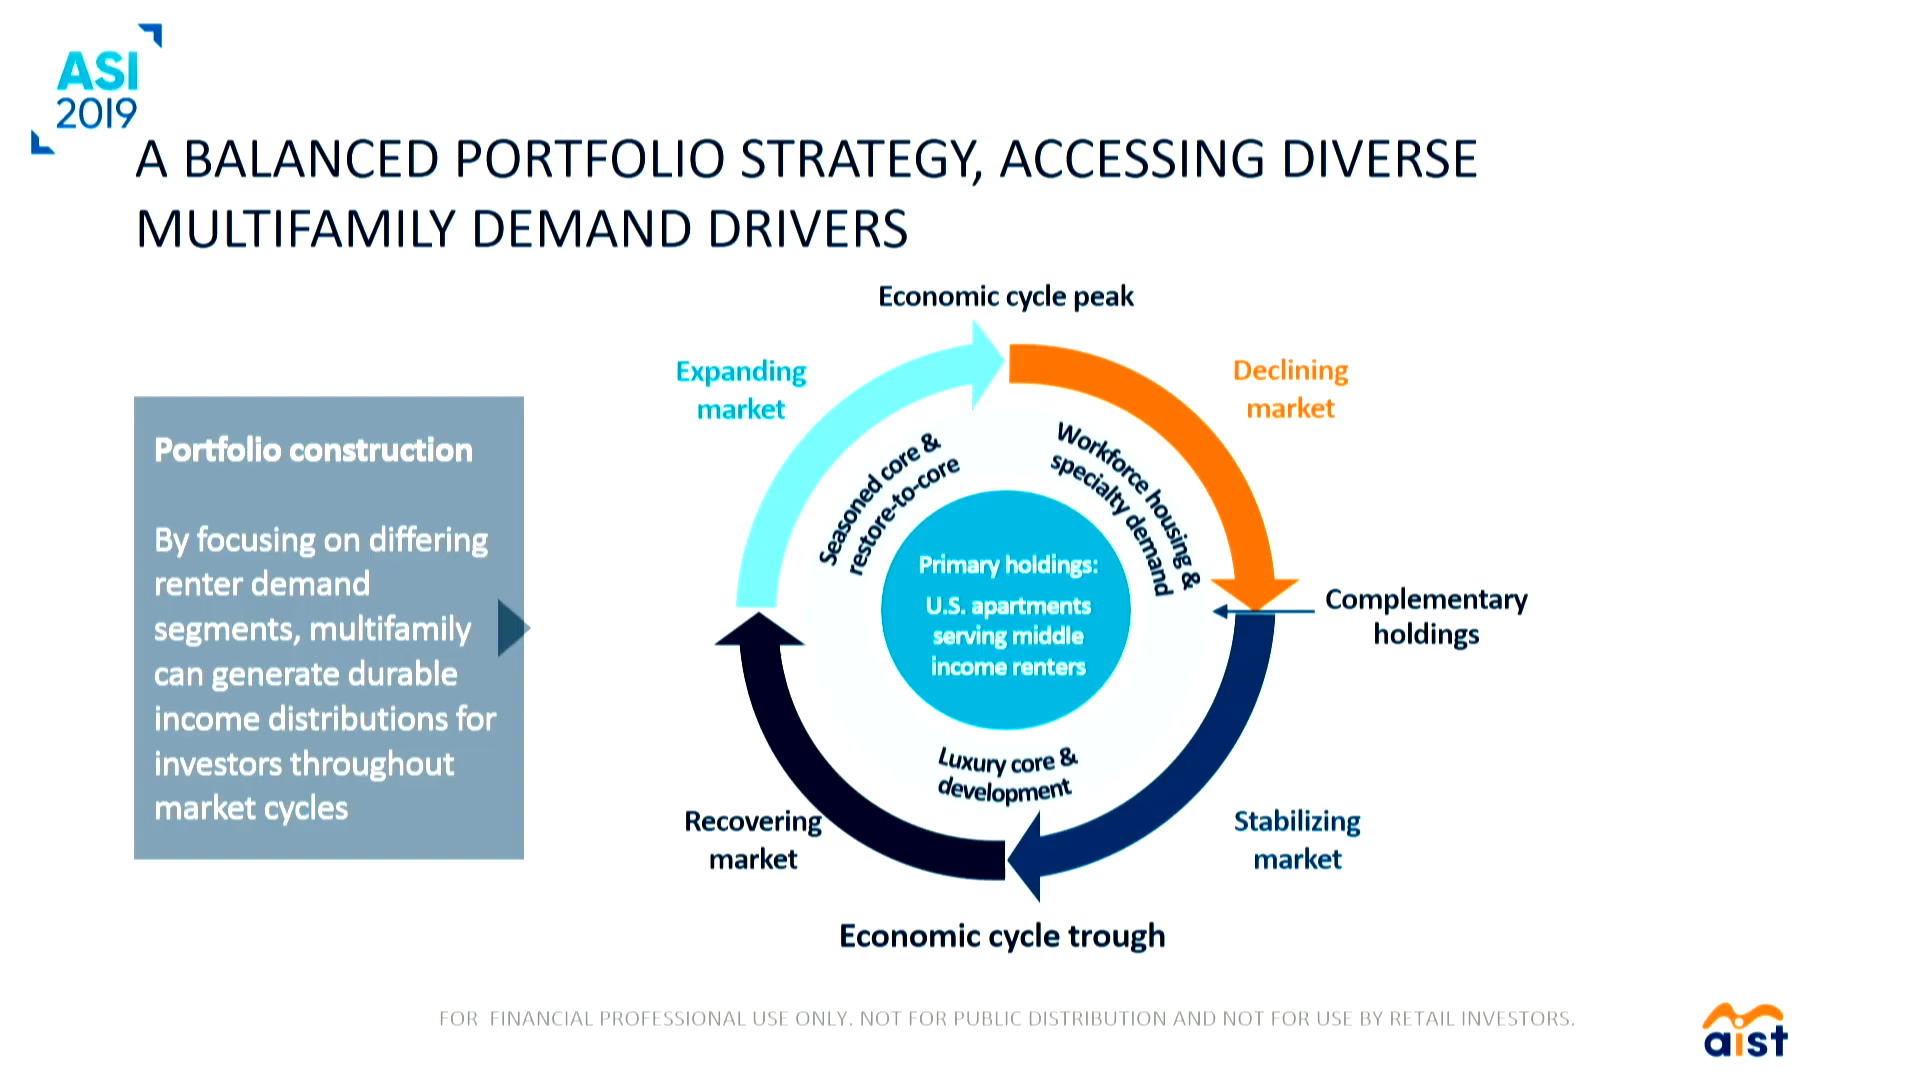 ASI
2019
A BALANCED PORTFOLIO STRATEGY, ACCESSING DIVERSE
MULTIFAMILY DEMAND DRIVERS
Portfolio construction
By focusing on differing
renter demand
segments, multifamily
can generate durable
income distributions for
investors throughout
market cycles
Economic cycle peak
Expanding
market
Declining
market
Seasoned core &
restore-to-core
Workforce housing &
specialty demand
Primary holdings:
U.S. apartments
serving middle
income renters
Complementary
holdings
Luxury core &
development
Recovering
market
Stabilizing
market
Economic cycle trough
FOR FINANCIAL PROFESSIONAL USE ONLY. NOT FOR PUBLIC DISTRIBUTION AND NOT FOR USE BY RETAIL INVESTORS.
aist